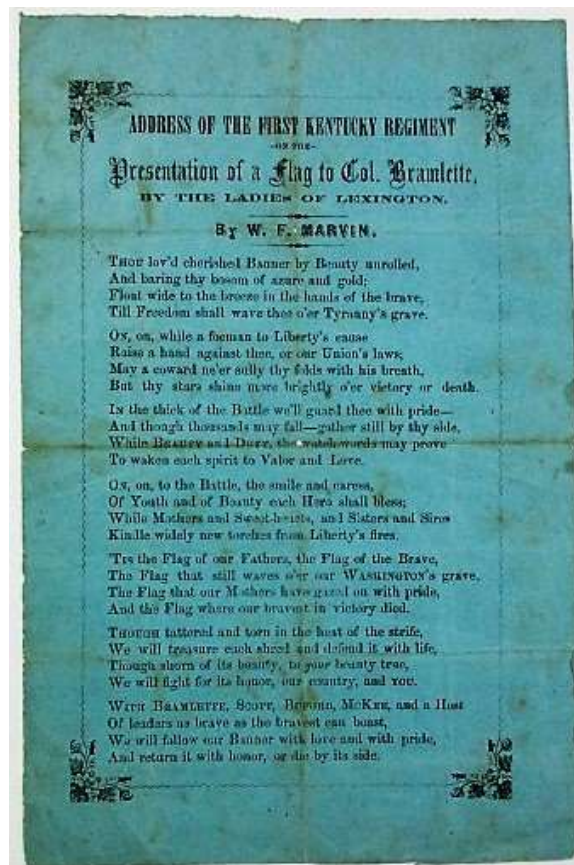 ADDRESS OF THE FIRST KENTUCKY REGIMENT
-ON THE-
Presentation of a Flag to Col. Bramlette,
BY THE LADIES OF LEXINGTON.
By W. F. MARVIN.
THOU lov'd cherished Banner by Beauty unrolled,
And baring thy bosom of azure and gold;
Float wide to the breeze in the hands of the brave,
Till Freedom shall wave thee o'er Tyranny's grave.
ON, on, while a foeman to Liberty's cause
Raise a hand against thee, or our Union's laws;
May a coward ne'er sully thy folds with his breath,
But thy stars shine more brightly o'er victory or death.
IN the thick of the Battle we'll guard thee with pride—
And though thousands may fall—gather still by thy side,
While BEAUTY and DUTY, the watchwords may prove
To waken each spirit to Valor and Love.
ON, on, to the Battle, the smile and caress,
Of Youth and of Beauty each Hero shall bless;
While Mothers and Sweet-hearts, and Sisters and Sires
Kindle widely new torches from Liberty's fires.
'TIS the Flag of our Fathers, the Flag of the Brave,
The Flag that still waves o'er our WASHINGTON's grave,
The Flag that our Mothers have gazed on with pride,
And the Flag where our bravest in victory died.
THOUGH tattered and torn in the heat of the strife,
We will treasure each shred and defend it with life,
Though shorn of its beauty, to your bounty true,
We will fight for its honor, our country, and YOU.
WITH BRAMLETTE, SCOTT, BUFORD, McKEE, and a Host
Of leaders as brave as the bravest can boast,
We will follow our Banner with love and with pride,
And return it with honor, or die by its side.